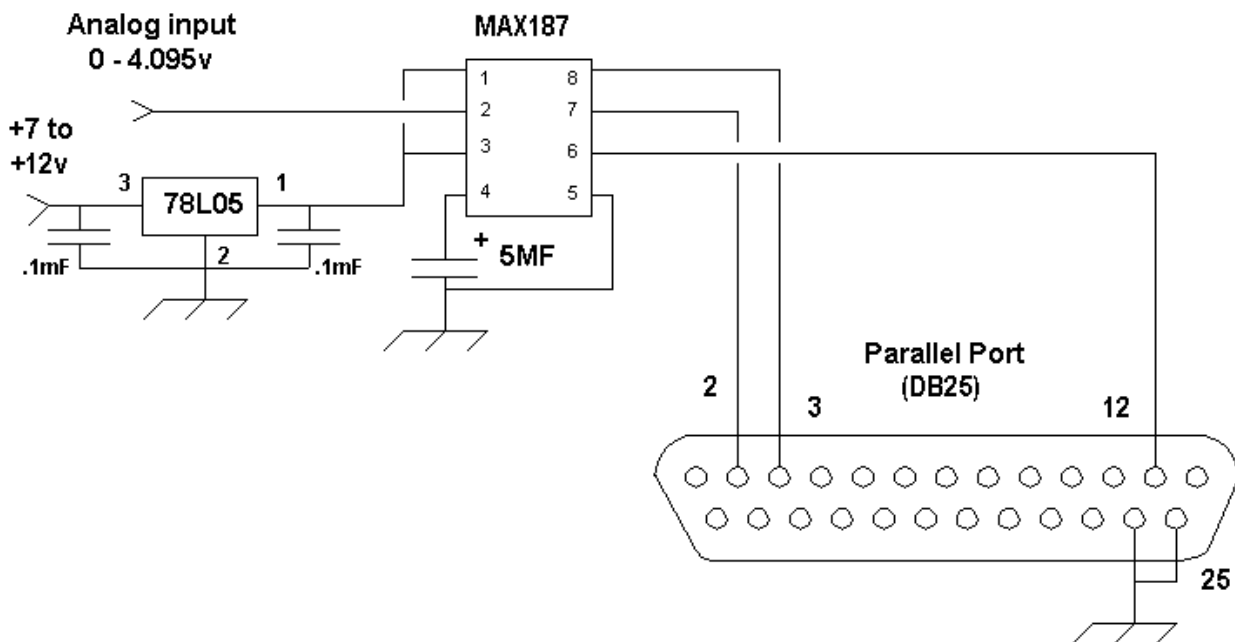 Analog input
0 - 4.095v
MAX187
1
2
3
4
8
7
6
5
+7 to
+12v
3
78L05
1
2
.1mF
.1mF
+
5MF
Parallel Port
(DB25)
2
3
12
25